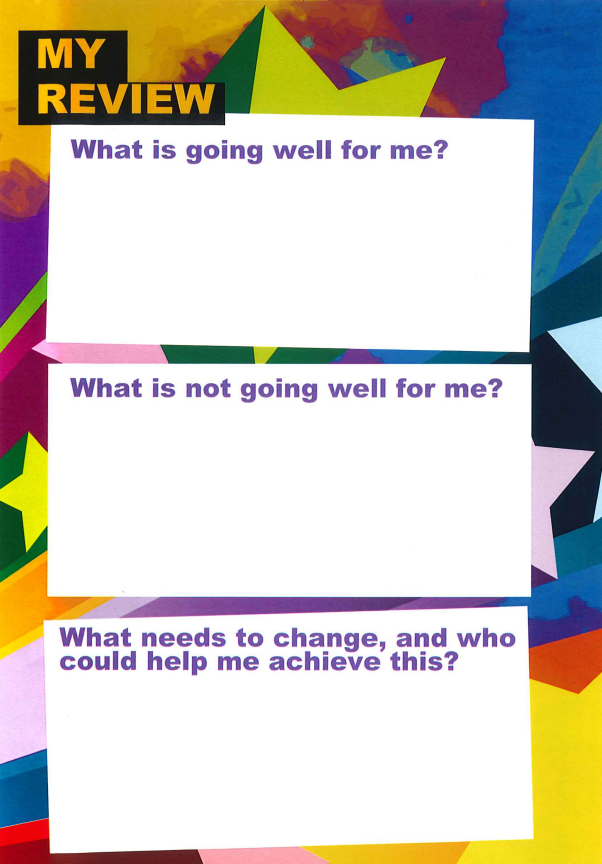 MY
REVIEW
What is going well for me?
What is not going well for me?
What needs to change, and who
could help me achieve this?